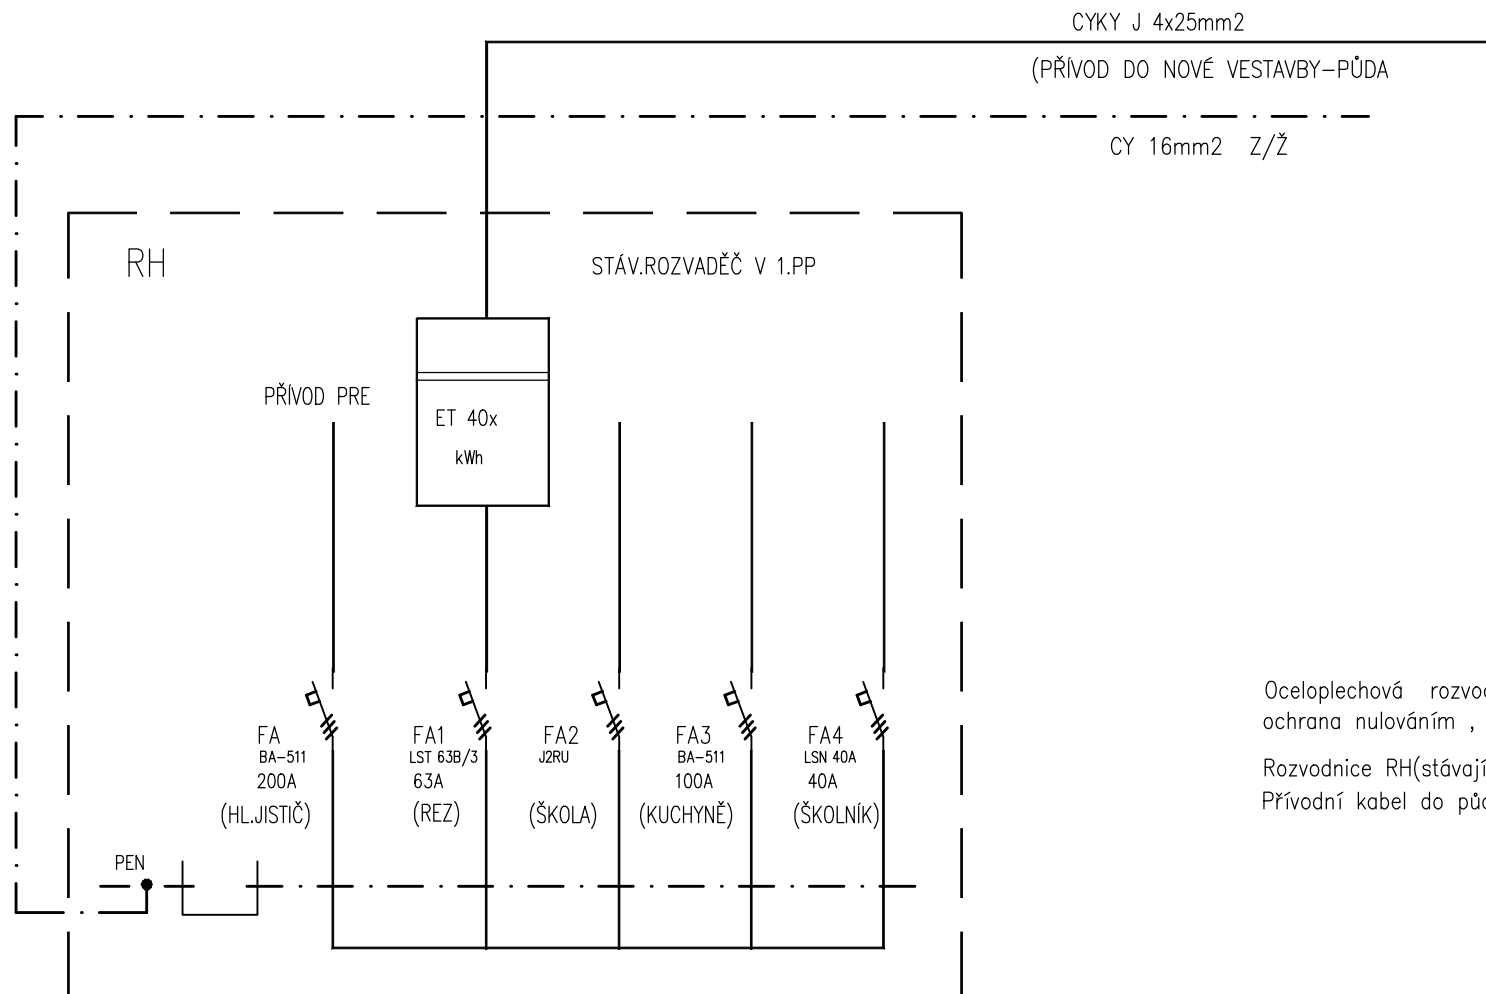 CYKY J 4x25mm2
(PŘÍVOD DO NOVÉ VESTAVBY-PŮDA
CY 16mm2 Z/Ž
RH
STÁV.ROZVADĚČ V 1.PP
PŘÍVOD PRE
ET 40x
kWh
FA
BA-511
200A
(HL.JISTIČ)
FA1
LST 63B/3
63A
(REZ)
FA2
J2RU
(ŠKOLA)
FA3
BA-511
100A
(KUCHYNĚ)
FA4
LSN 40A
40A
(ŠKOLNÍK)
PEN
Oceloplechová
ochrana nulováním ,
Rozvodnice
Přívodní kabel do